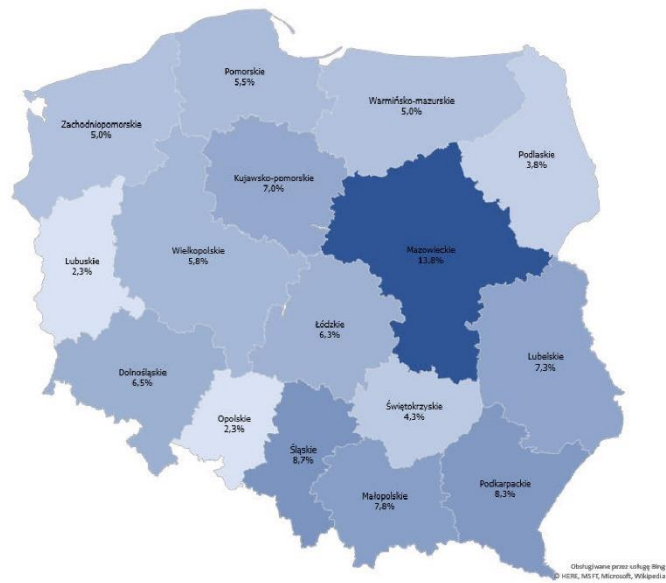 Pomorskie
5,5%
Warmińsko-mazurskie
5,0%
Zachodniopomorskie
5,0%
Podlaskie
3,8%
Kujawsko-pomorskie
7,0%
Mazowieckie
13,8%
Wielkopolskie
5,8%
Lubuskie
2,3%
Łódzkie
6,3%
Lubelskie
7,3%
Dolnośląskie
6,5%
Świętokrzyskie
4,3%
Opolskie
2,3%
Śląskie
8,7%
Podkarpackie
8,3%
Małopolskie
7,8%
Obsługiwane przez usługę Bing
© HERE, MSFT, Microsoft, Wikipedia